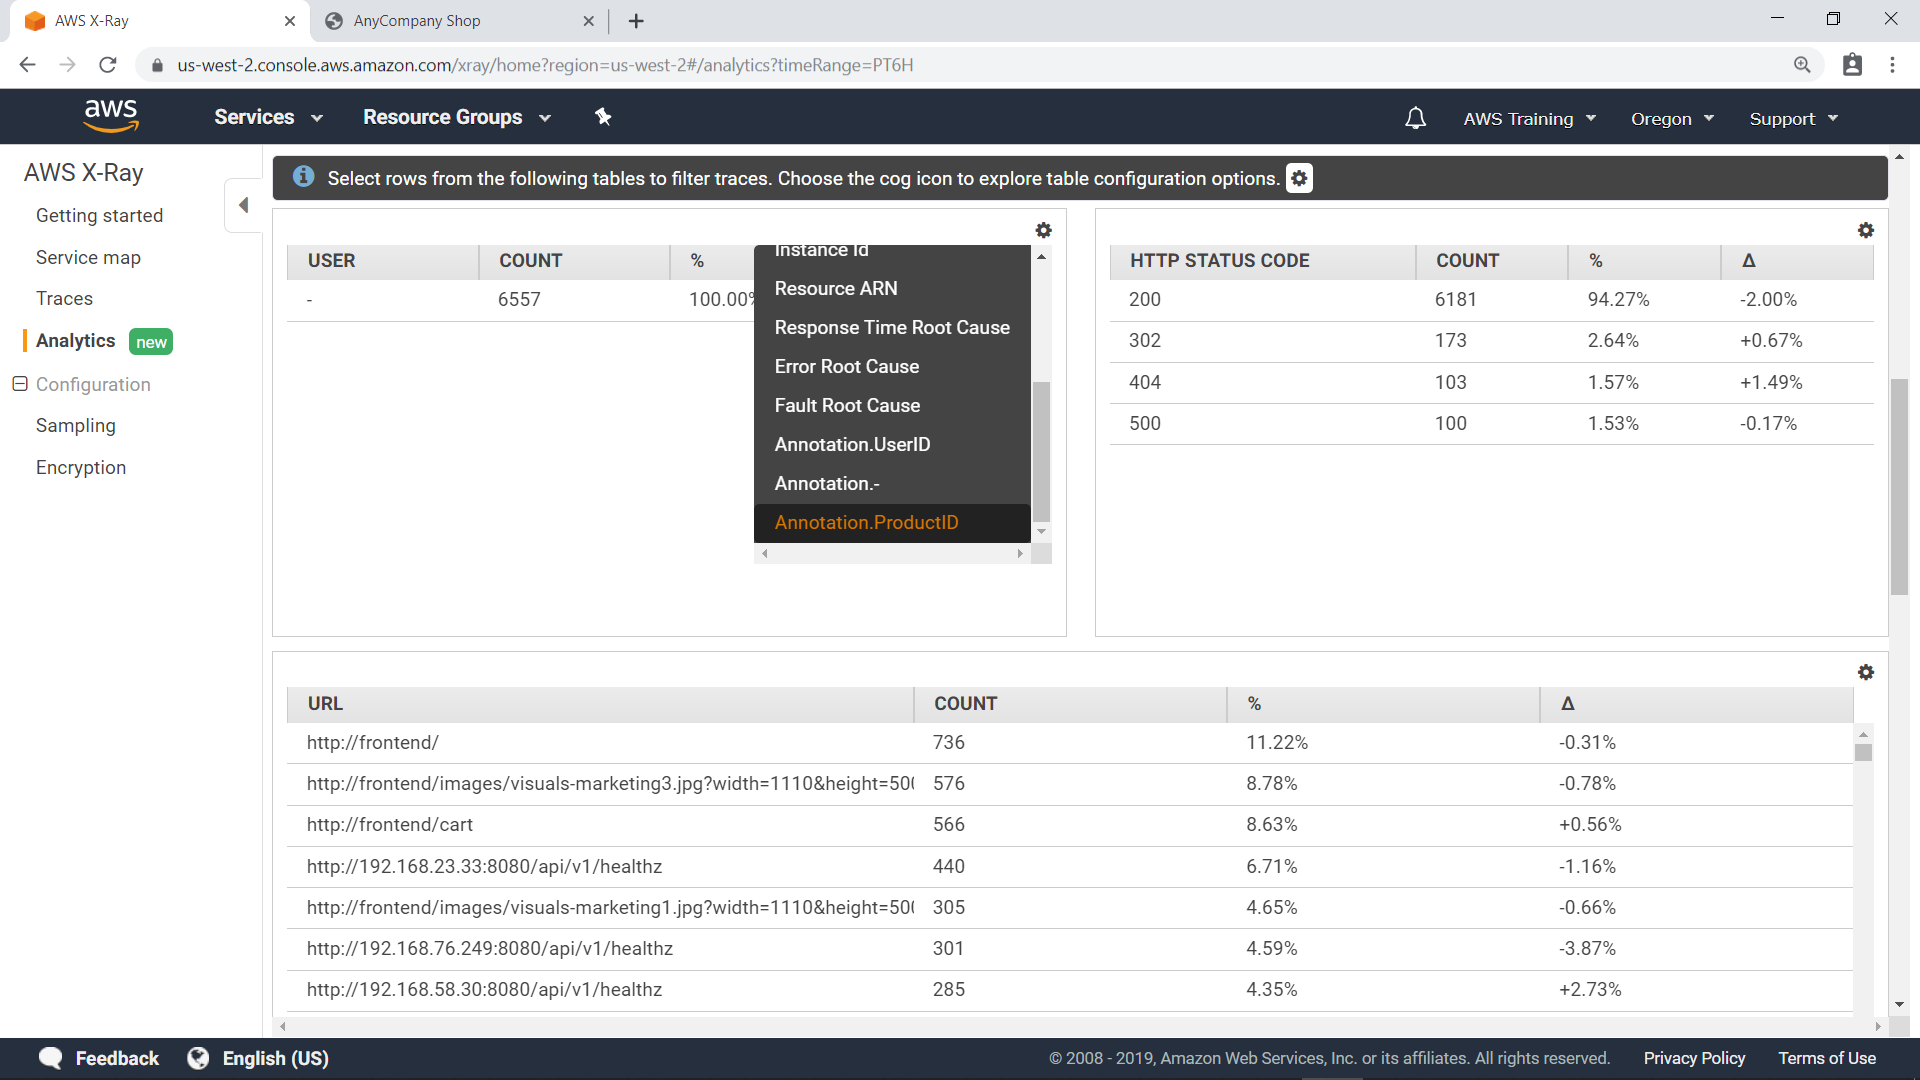 AWS X-Ray
AnyCompany Shop
us-west-2.console.aws.amazon.com/xray/home?region=us-west-2#/analytics?timeRange=PT6H
aws
Services
Resource Groups
AWS Training
Oregon
Support
AWS X-Ray
Getting started
Service map
Traces
Analytics new
Configuration
Sampling
Encryption
Select rows from the following tables to filter traces. Choose the cog icon to explore table configuration options.
USER COUNT %
- 6557 100.00%
Instance Id
Resource ARN
Response Time Root Cause
Error Root Cause
Fault Root Cause
Annotation.UserID
Annotation.-
Annotation.ProductID
HTTP STATUS CODE COUNT % Δ
200 6181 94.27% -2.00%
302 173 2.64% +0.67%
404 103 1.57% +1.49%
500 100 1.53% -0.17%
URL COUNT % Δ
http://frontend/ 736 11.22% -0.31%
http://frontend/images/visuals-marketing3.jpg?width=1110&height=500 576 8.78% -0.78%
http://frontend/cart 566 8.63% +0.56%
http://192.168.23.33:8080/api/v1/healthz 440 6.71% -1.16%
http://frontend/images/visuals-marketing1.jpg?width=1110&height=500 305 4.65% -0.66%
http://192.168.76.249:8080/api/v1/healthz 301 4.59% -3.87%
http://192.168.58.30:8080/api/v1/healthz 285 4.35% +2.73%
Feedback
English (US)
© 2008 - 2019, Amazon Web Services, Inc. or its affiliates. All rights reserved.
Privacy Policy
Terms of Use